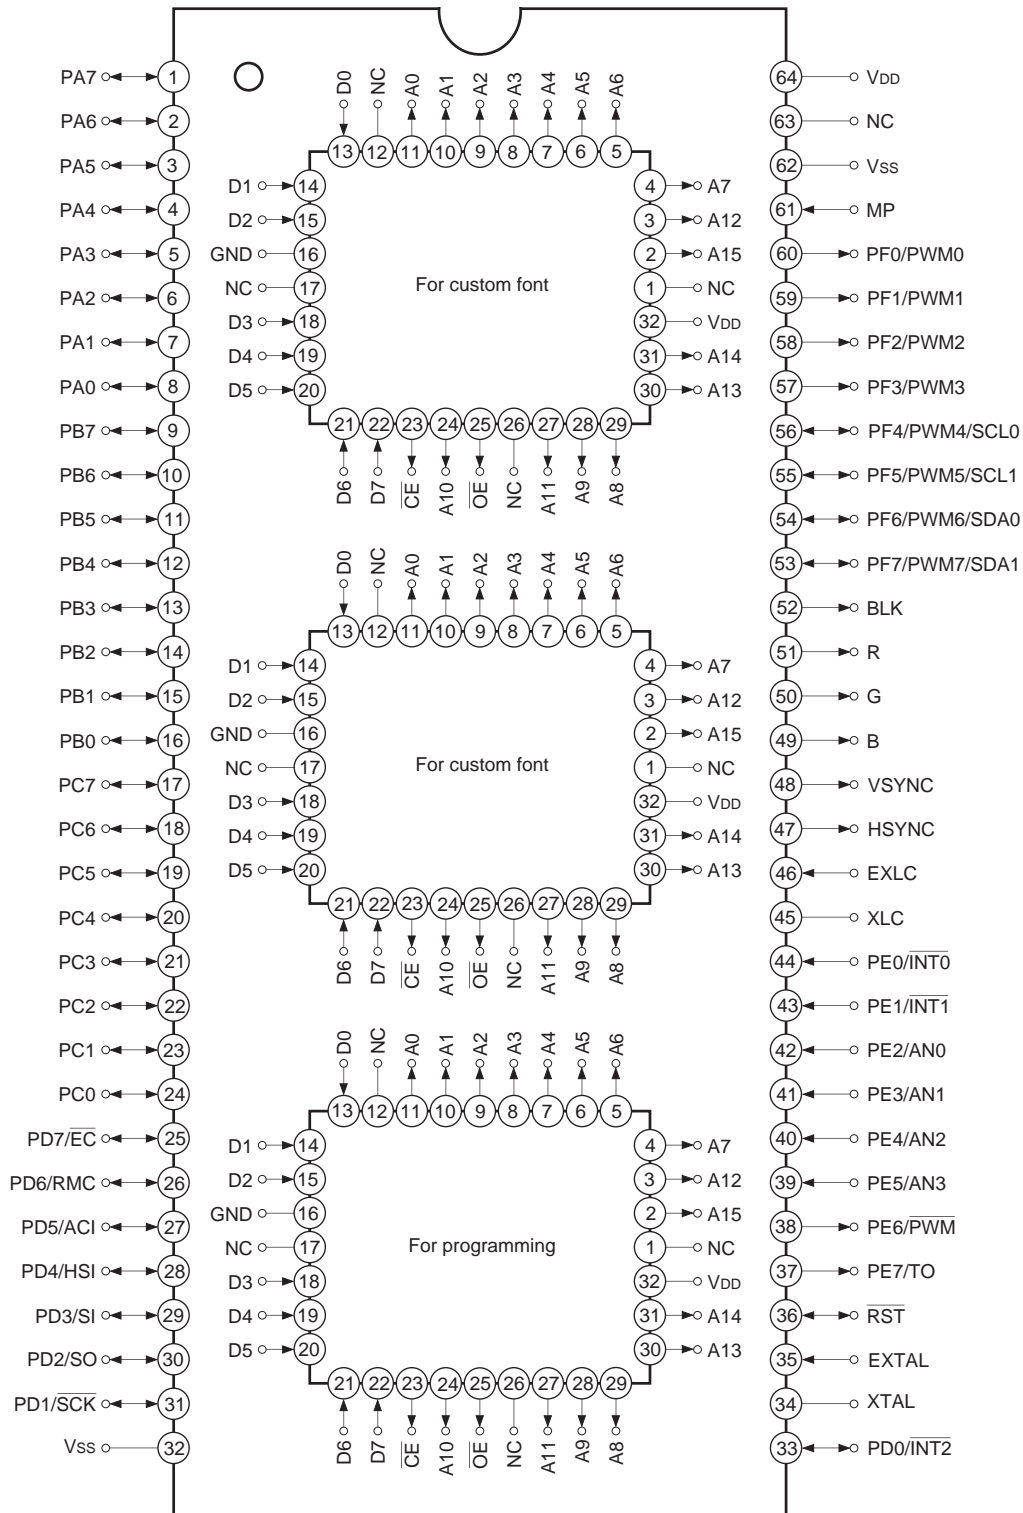 PA7 1
PA6 2
PA5 3
PA4 4
PA3 5
PA2 6
PA1 7
PA0 8
PB7 9
PB6 10
PB5 11
PB4 12
PB3 13
PB2 14
PB1 15
PB0 16
PC7 17
PC6 18
PC5 19
PC4 20
PC3 21
PC2 22
PC1 23
PC0 24
PD7/EC 25
PD6/RMC 26
PD5/ACI 27
PD4/HSI 28
PD3/SI 29
PD2/SO 30
PD1/SCK 31
Vss 32
D0 NC A0 A1 A2 A3 A4 A5 A6
13 12 11 10 9 8 7 6 5
D1 14
D2 15
GND 16
NC 17
D3 18
D4 19
D5 20
For custom font
4 A7
3 A12
2 A15
1 NC
32 VDD
31 A14
30 A13
21 22 23 24 25 26 27 28 29
D6 D7 CE A10 OE NC A11 A9 A8
D0 NC A0 A1 A2 A3 A4 A5 A6
13 12 11 10 9 8 7 6 5
D1 14
D2 15
GND 16
NC 17
D3 18
D4 19
D5 20
For custom font
4 A7
3 A12
2 A15
1 NC
32 VDD
31 A14
30 A13
21 22 23 24 25 26 27 28 29
D6 D7 CE A10 OE NC A11 A9 A8
D0 NC A0 A1 A2 A3 A4 A5 A6
13 12 11 10 9 8 7 6 5
D1 14
D2 15
GND 16
NC 17
D3 18
D4 19
D5 20
For programming
4 A7
3 A12
2 A15
1 NC
32 VDD
31 A14
30 A13
21 22 23 24 25 26 27 28 29
D6 D7 CE A10 OE NC A11 A9 A8
64 VDD
63 NC
62 Vss
61 MP
60 PF0/PWM0
59 PF1/PWM1
58 PF2/PWM2
57 PF3/PWM3
56 PF4/PWM4/SCL0
55 PF5/PWM5/SCL1
54 PF6/PWM6/SDA0
53 PF7/PWM7/SDA1
52 BLK
51 R
50 G
49 B
48 VSYNC
47 HSYNC
46 EXLC
45 XLC
44 PE0/INT0
43 PE1/INT1
42 PE2/AN0
41 PE3/AN1
40 PE4/AN2
39 PE5/AN3
38 PE6/PWM
37 PE7/TO
36 RST
35 EXTAL
34 XTAL
33 PD0/INT2